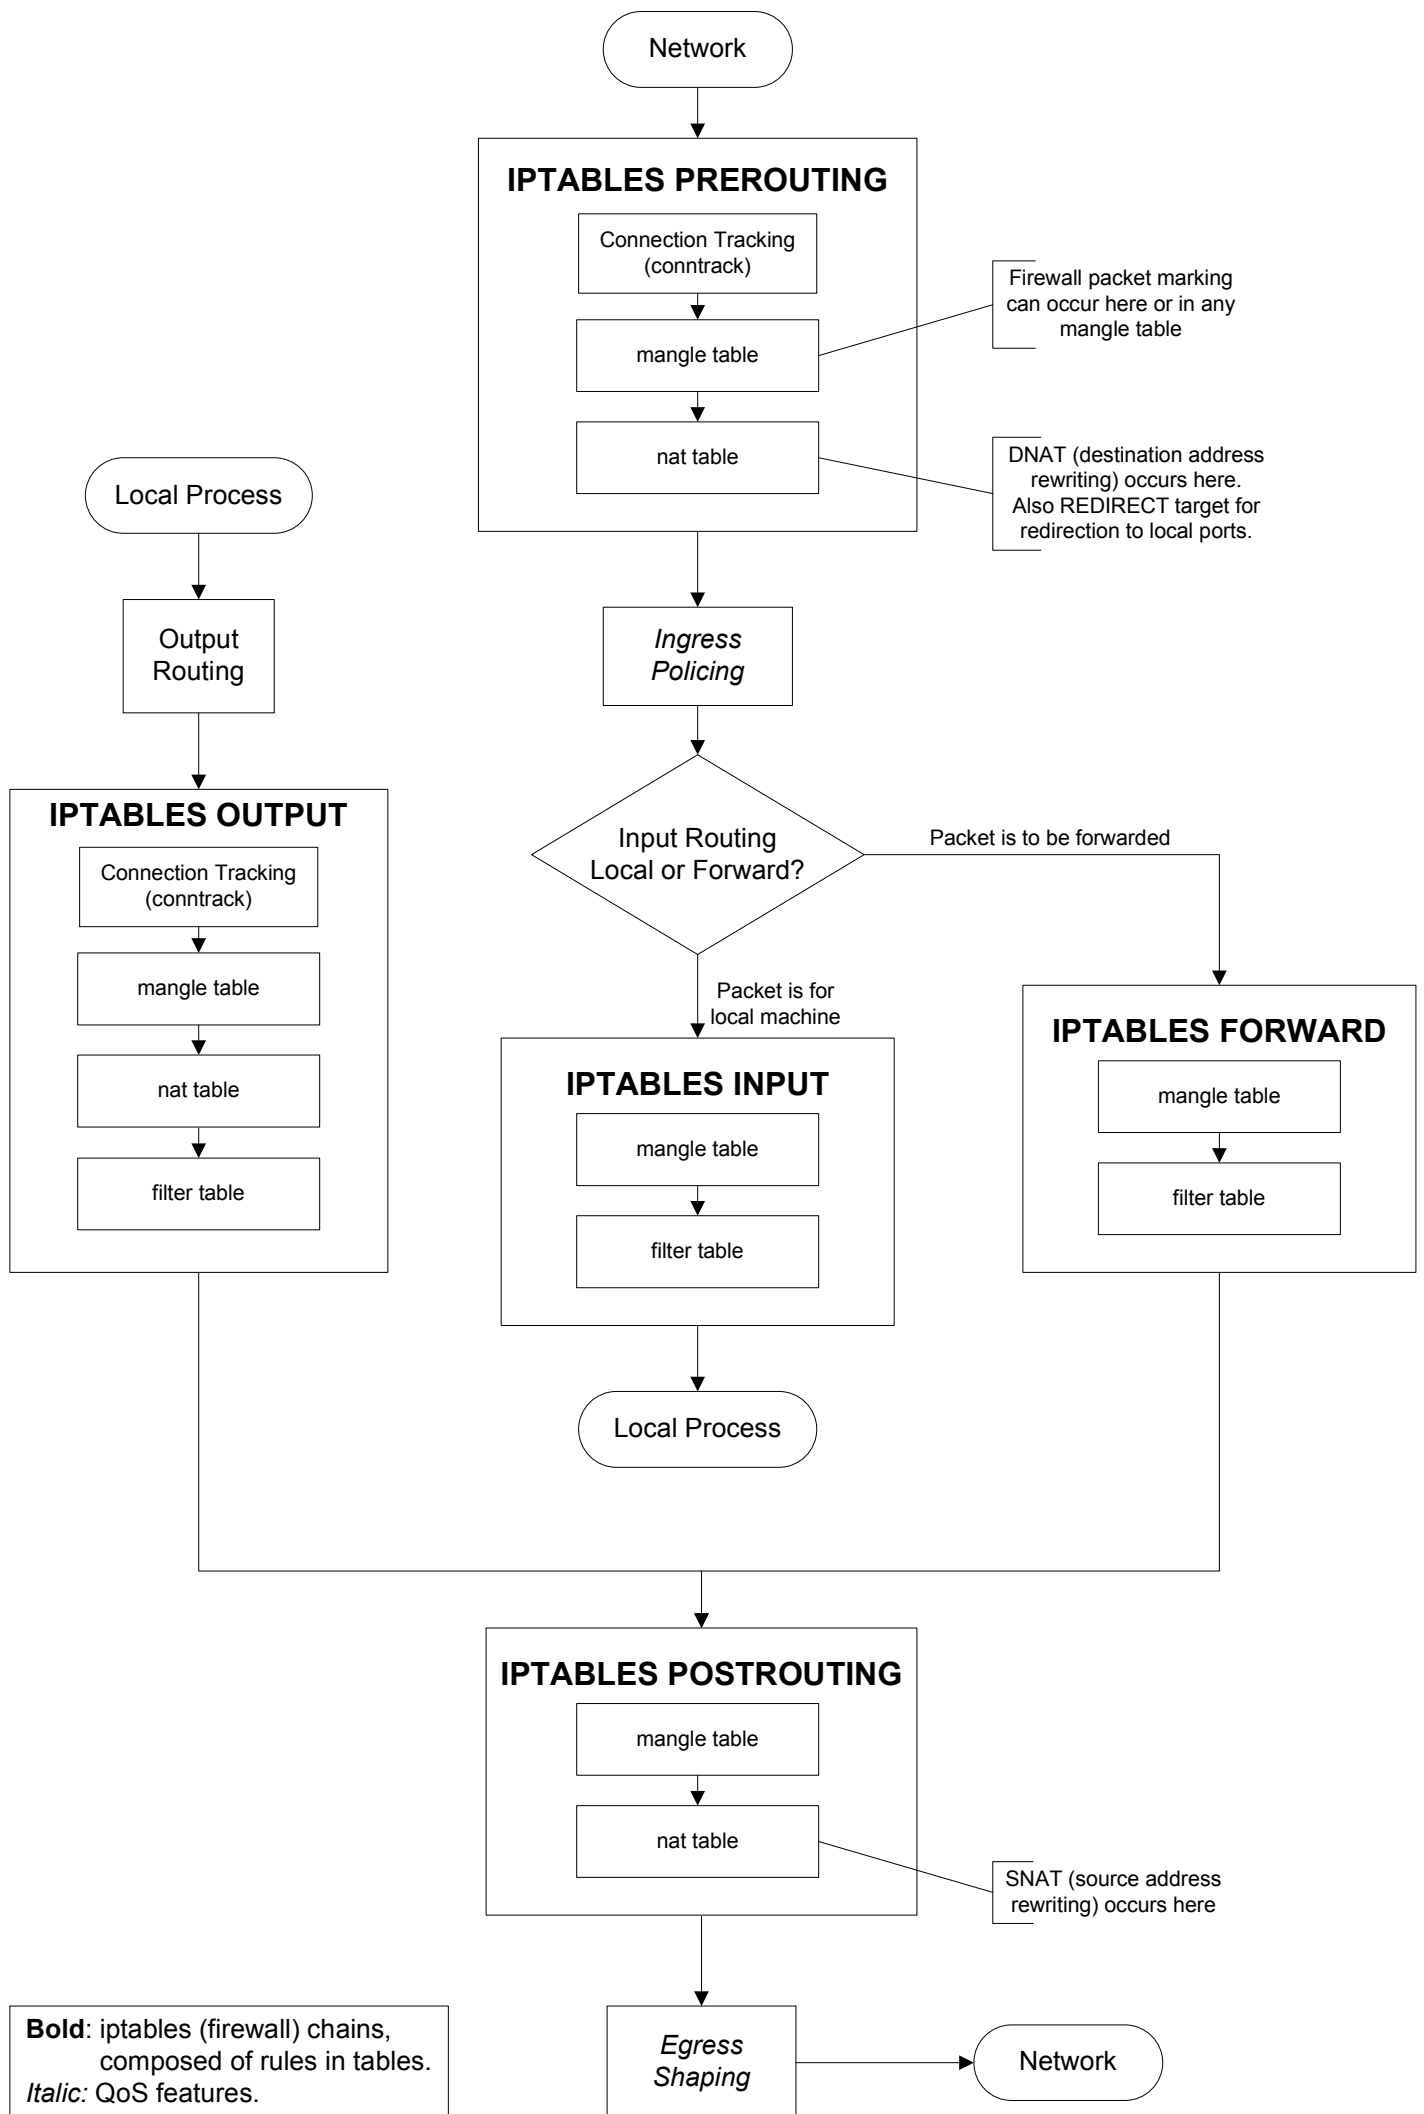 Network
IPTABLES PREROUTING
Connection Tracking
(conntrack)
mangle table
nat table
Firewall packet marking
can occur here or in any
mangle table
DNAT (destination address
rewriting) occurs here.
Also REDIRECT target for
redirection to local ports.
Local Process
Output
Routing
Ingress
Policing
IPTABLES OUTPUT
Connection Tracking
(conntrack)
mangle table
nat table
filter table
Input Routing
Local or Forward?
Packet is to be forwarded
Packet is for
local machine
IPTABLES INPUT
mangle table
filter table
Local Process
IPTABLES FORWARD
mangle table
filter table
IPTABLES POSTROUTING
mangle table
nat table
SNAT (source address
rewriting) occurs here
Bold: iptables (firewall) chains,
composed of rules in tables.
Italic: QoS features.
Egress
Shaping
Network